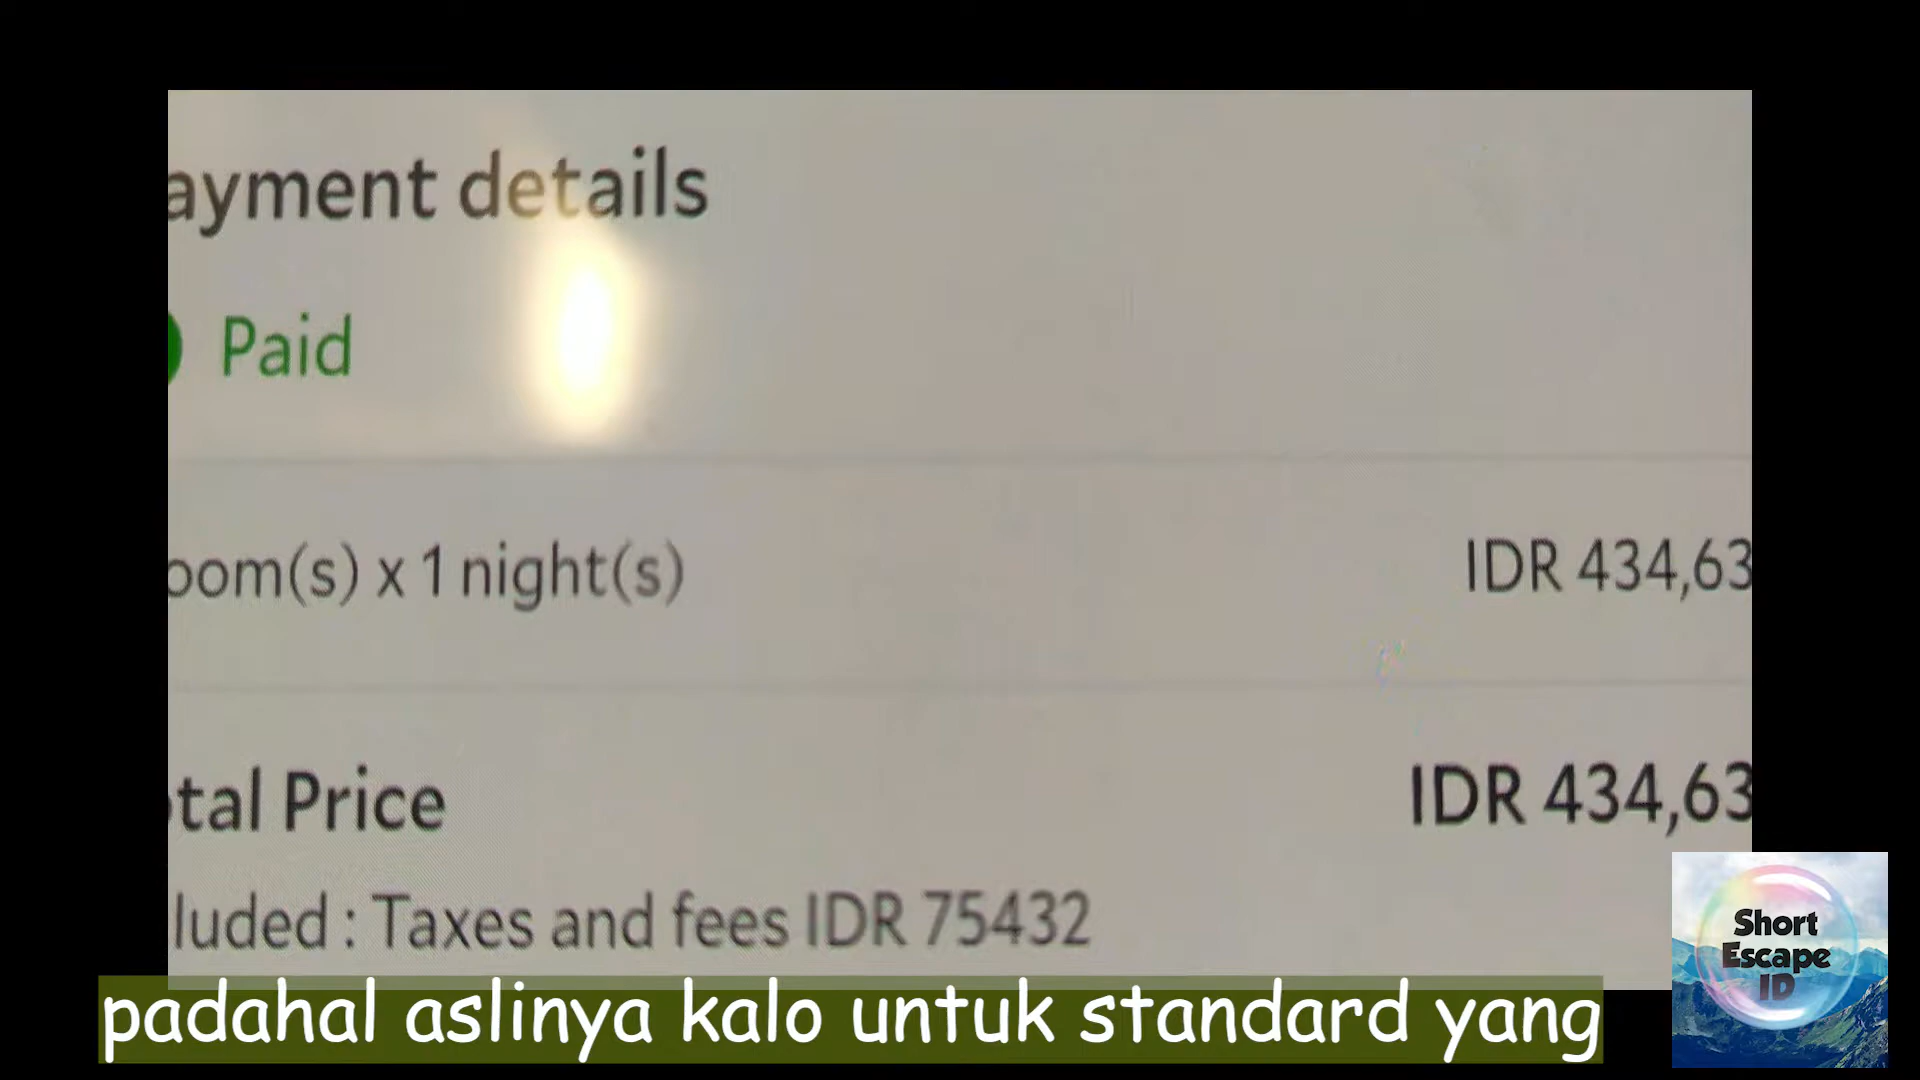 ayment details
Paid
oom(s) x 1 night(s)
IDR 434,63
tal Price
IDR 434,63
luded : Taxes and fees IDR 75432
padahal aslinya kalo untuk standard yang
Short
Escape
ID